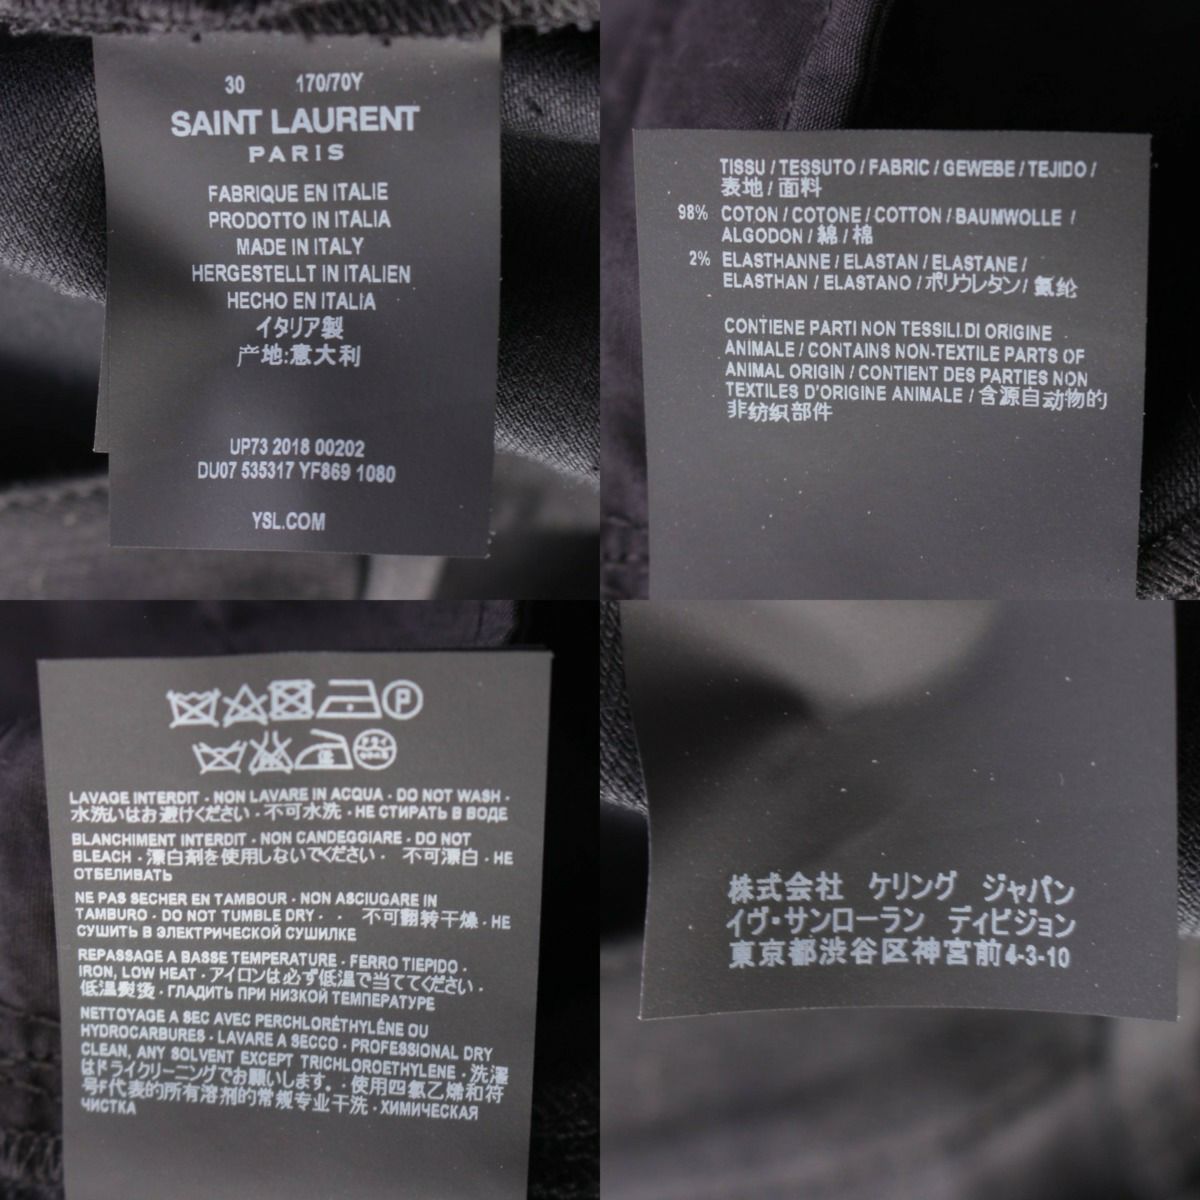 30 170/70Y
SAINT LAURENT
PARIS
FABRIQUE EN ITALIE
PRODOTTO IN ITALIA
MADE IN ITALY
HERGESTELLT IN ITALIEN
HECHO EN ITALIA
イタリア製
产地:意大利
UP73 2018 00202
DU07 535317 YF869 1080
YSL.COM
TISSU / TESSUTO / FABRIC / GEWEBE / TEJIDO /
表地 / 面料
98% COTON / COTONE / COTTON / BAUMWOLLE /
ALGODON / 綿 / 棉
2% ELASTHANNE / ELASTAN / ELASTANE /
ELASTHAN / ELASTANO / ポリウレタン / 氨纶
CONTIENE PARTI NON TESSILI DI ORIGINE
ANIMALE / CONTAINS NON-TEXTILE PARTS OF
ANIMAL ORIGIN / CONTIENT DES PARTIES NON
TEXTILES D'ORIGINE ANIMALE / 含源自动物的
非纺织部件
P
LAVAGE INTERDIT - NON LAVARE IN ACQUA - DO NOT WASH -
水洗いはお避けください - 不可水洗 - НЕ СТИРАТЬ В ВОДЕ
BLANCHIMENT INTERDIT - NON CANDEGGIARE - DO NOT
BLEACH - 漂白剤を使用しないでください - 不可漂白 - НЕ
ОТБЕЛИВАТЬ
NE PAS SECHER EN TAMBOUR - NON ASCIUGARE IN
TAMBURO - DO NOT TUMBLE DRY - - 不可翻转干燥 - НЕ
СУШИТЬ В ЭЛЕКТРИЧЕСКОЙ СУШИЛКЕ
REPASSAGE A BASSE TEMPERATURE - FERRO TIEPIDO -
IRON, LOW HEAT - アイロンは必ず低温で当ててください -
低温熨烫 - ГЛАДИТЬ ПРИ НИЗКОЙ ТЕМПЕРАТУРЕ
NETTOYAGE A SEC AVEC PERCHLORÉTHYLÈNE OU
HYDROCARBURES - LAVARE A SECCO - PROFESSIONAL DRY
CLEAN, ANY SOLVENT EXCEPT TRICHLOROETHYLENE - 洗濯
はドライクリーニングでお願いします。- 使用四氯乙烯和符
号F代表的所有溶剂的常规专业干洗 - ХИМИЧЕСКАЯ
ЧИСТКА
株式会社 ケリング ジャパン
イヴ・サンローラン ディビジョン
東京都渋谷区神宮前4-3-10